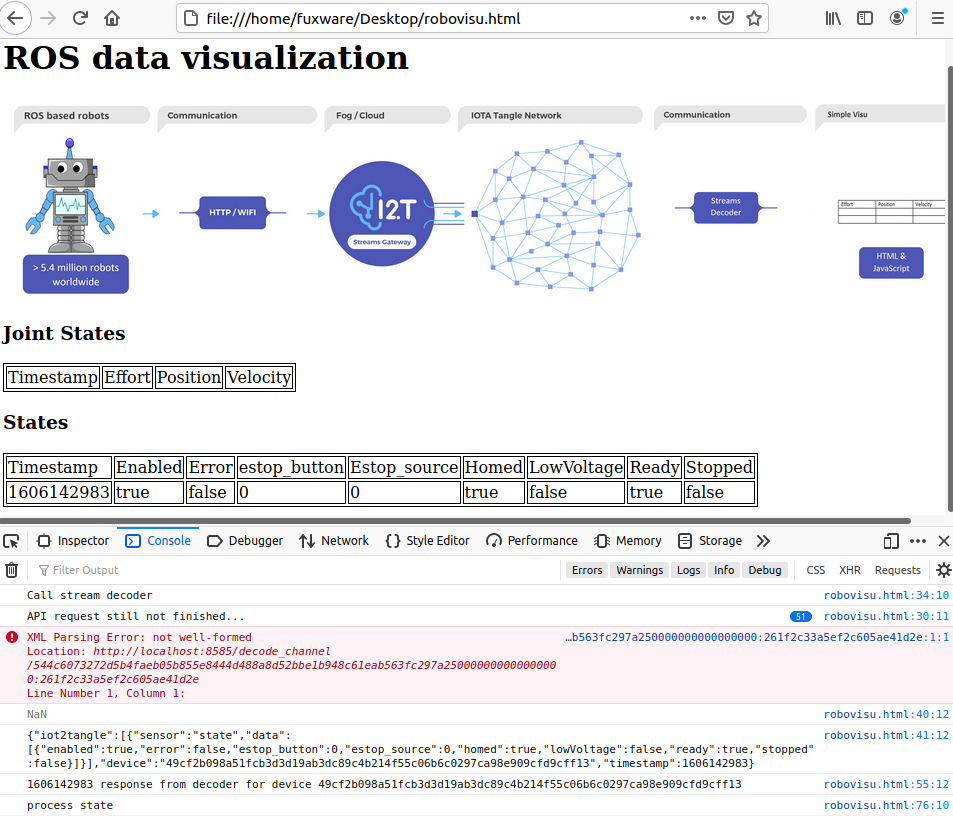 file:///home/fuxware/Desktop/robovisu.html
ROS data visualization
ROS based robots
Communication
Fog / Cloud
IOTA Tangle Network
Communication
Simple Visu
HTTP / WIFI
I2.T
Streams Gateway
Streams
Decoder
Effort Position Velocity
> 5.4 million robots
worldwide
HTML &
JavaScript
Joint States
Timestamp Effort Position Velocity
States
Timestamp Enabled Error estop_button Estop_source Homed LowVoltage Ready Stopped
1606142983 true false 0 0 true false true false
Inspector Console Debugger Network Style Editor Performance Memory Storage
Filter Output Errors Warnings Logs Info Debug CSS XHR Requests
Call stream decoder robovisu.html:34:10
API request still not finished... 51 robovisu.html:30:11
XML Parsing Error: not well-formed …b563fc297a250000000000000000:261f2c33a5ef2c605ae41d2e:1:1
Location: http://localhost:8585/decode_channel
/544c6073272d5b4faeb05b855e8444d488a8d52bbe1b948c61eab563fc297a25000000000000000
0:261f2c33a5ef2c605ae41d2e
Line Number 1, Column 1:
NaN robovisu.html:40:12
{"iot2tangle":[{"sensor":"state","data": robovisu.html:41:12
[{"enabled":true,"error":false,"estop_button":0,"estop_source":0,"homed":true,"lowVoltage":false,"ready":true,"stopped"
:false}]}],"device":"49cf2b098a51fcb3d3d19ab3dc89c4b214f55c06b6c0297ca98e909cfd9cff13","timestamp":1606142983}
1606142983 response from decoder for device 49cf2b098a51fcb3d3d19ab3dc89c4b214f55c06b6c0297ca98e909cfd9cff13 robovisu.html:55:12
process state robovisu.html:76:10